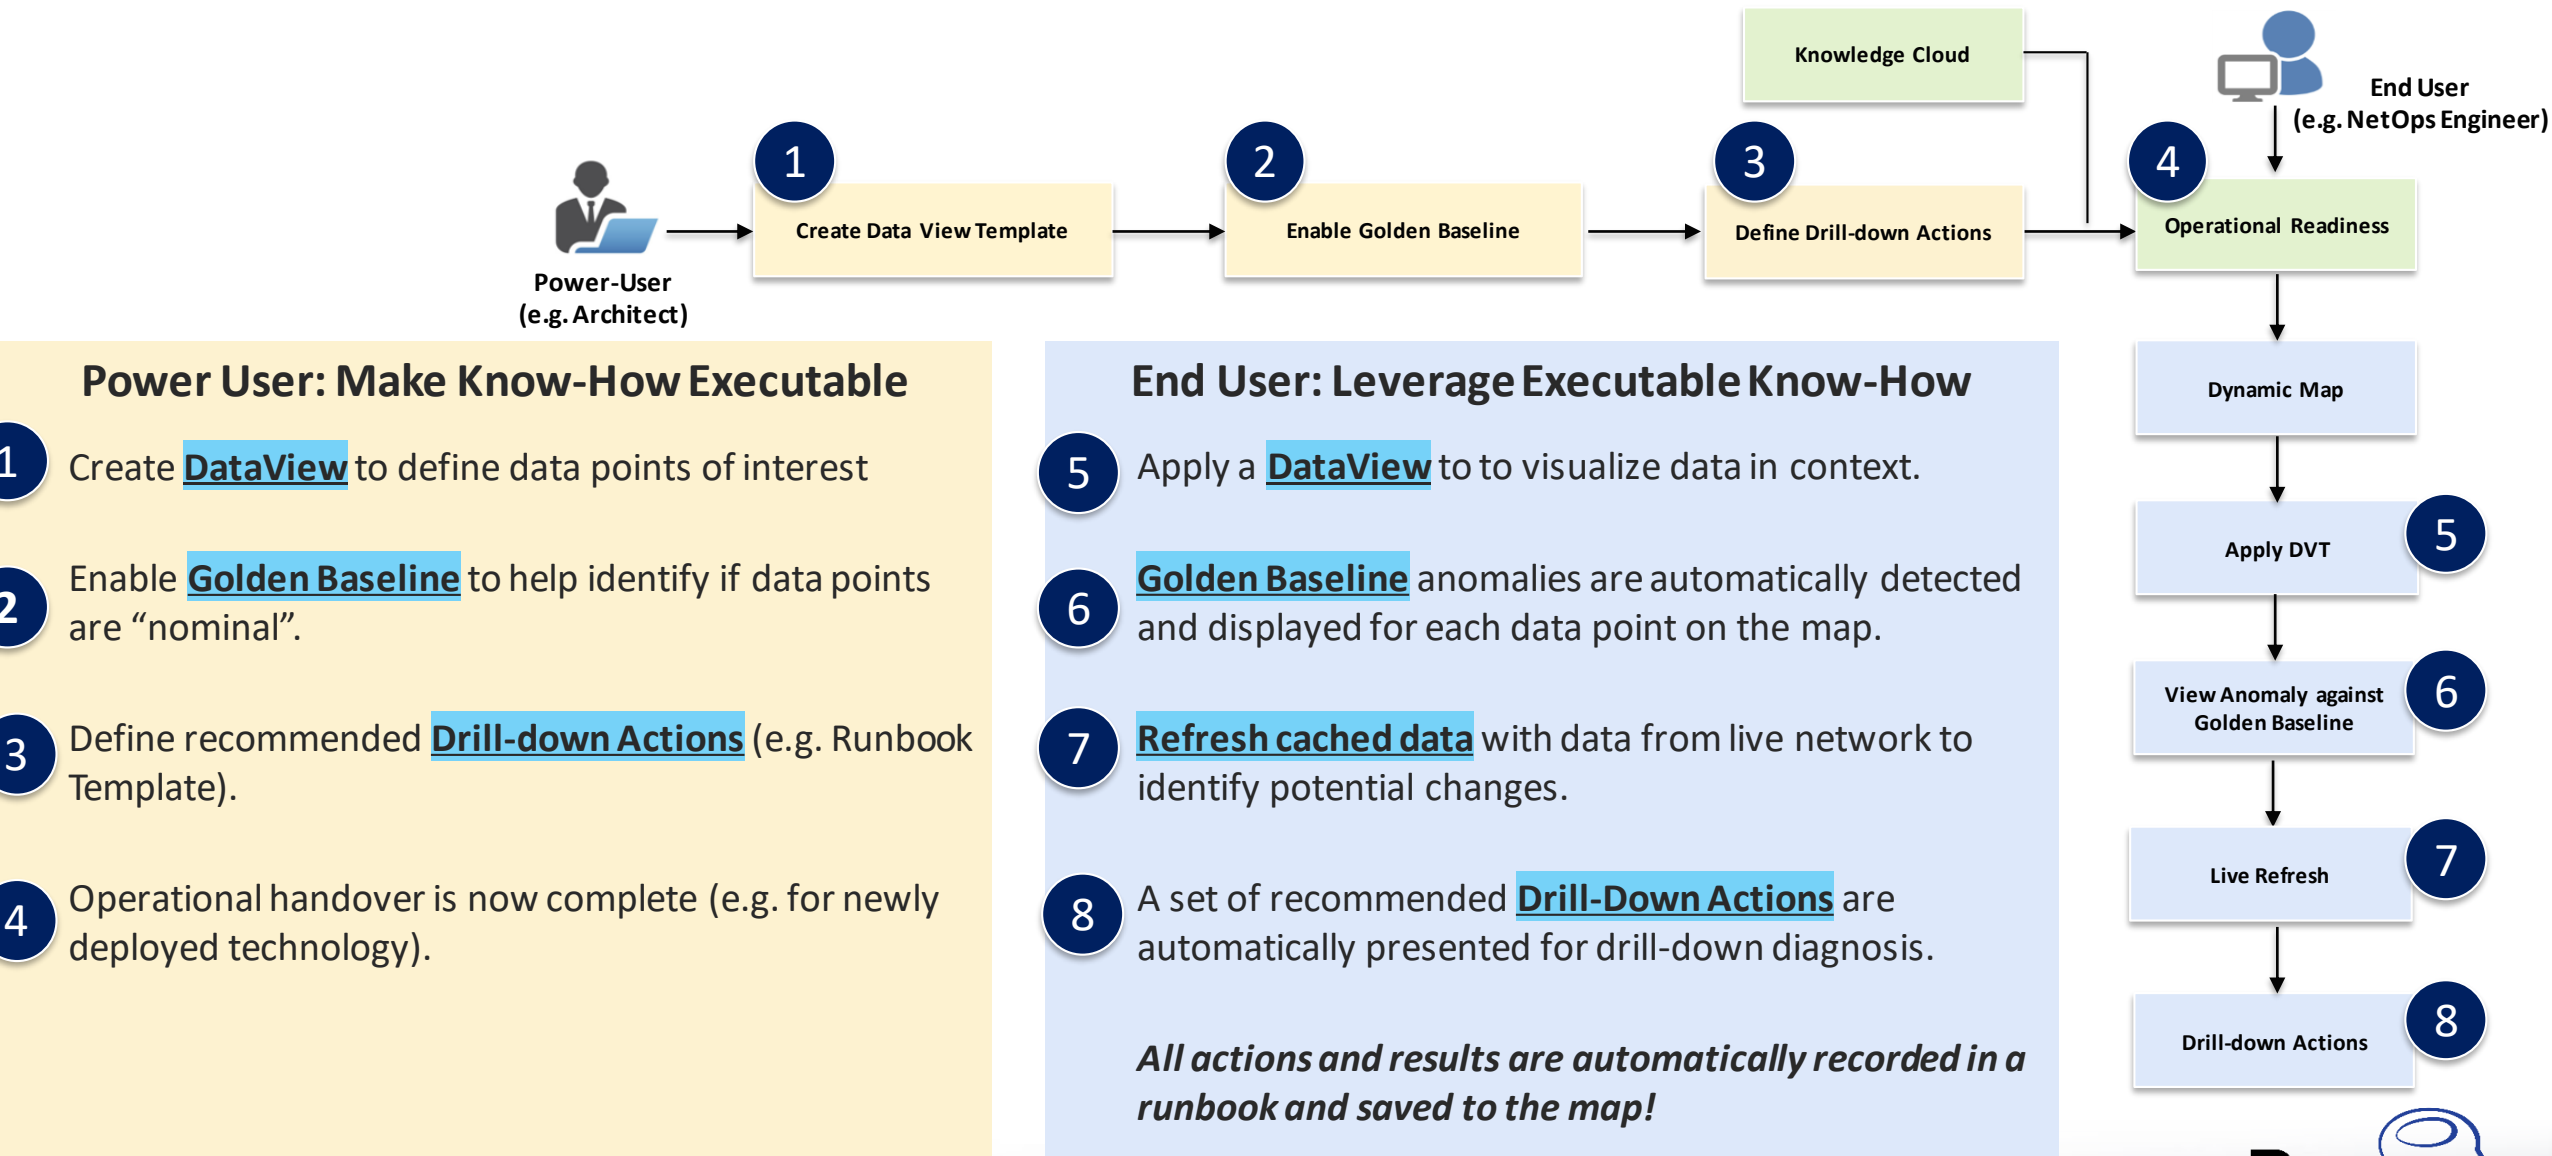 Knowledge Cloud
End User
(e.g. NetOps Engineer)
1
2
3
4
Create Data View Template
Enable Golden Baseline
Define Drill-down Actions
Operational Readiness
Power-User
(e.g. Architect)
Power User: Make Know-How Executable
1
Create DataView to define data points of interest
2
Enable Golden Baseline to help identify if data points
are “nominal”.
3
Define recommended Drill-down Actions (e.g. Runbook
Template).
4
Operational handover is now complete (e.g. for newly
deployed technology).
End User: Leverage Executable Know-How
5
Apply a DataView to to visualize data in context.
6
Golden Baseline anomalies are automatically detected
and displayed for each data point on the map.
7
Refresh cached data with data from live network to
identify potential changes.
8
A set of recommended Drill-Down Actions are
automatically presented for drill-down diagnosis.
All actions and results are automatically recorded in a
runbook and saved to the map!
Dynamic Map
Apply DVT
5
View Anomaly against
Golden Baseline
6
Live Refresh
7
Drill-down Actions
8